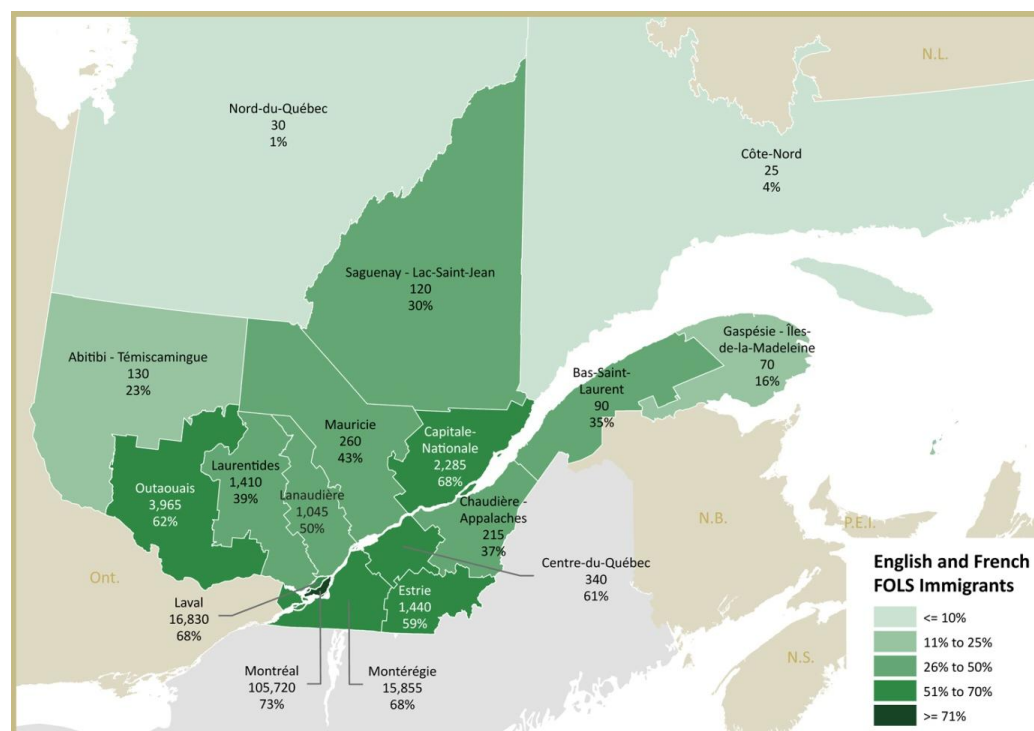 N.L.
Nord-du-Québec
30
1%
Côte-Nord
25
4%
Saguenay - Lac-Saint-Jean
120
30%
Gaspésie - Îles-
de-la-Madeleine
70
16%
Abitibi - Témiscamingue
130
23%
Bas-Saint-
Laurent
90
35%
Mauricie
260
43%
Capitale-
Nationale
2,285
68%
Laurentides
1,410
39%
Lanaudière
1,045
50%
Outaouais
3,965
62%
Chaudière -
Appalaches
215
37%
N.B.
P.E.I.
Ont.
Centre-du-Québec
340
61%
Estrie
1,440
59%
Laval
16,830
68%
Montréal
105,720
73%
Montérégie
15,855
68%
N.S.
English and French
FOLS Immigrants
<= 10%
11% to 25%
26% to 50%
51% to 70%
>= 71%